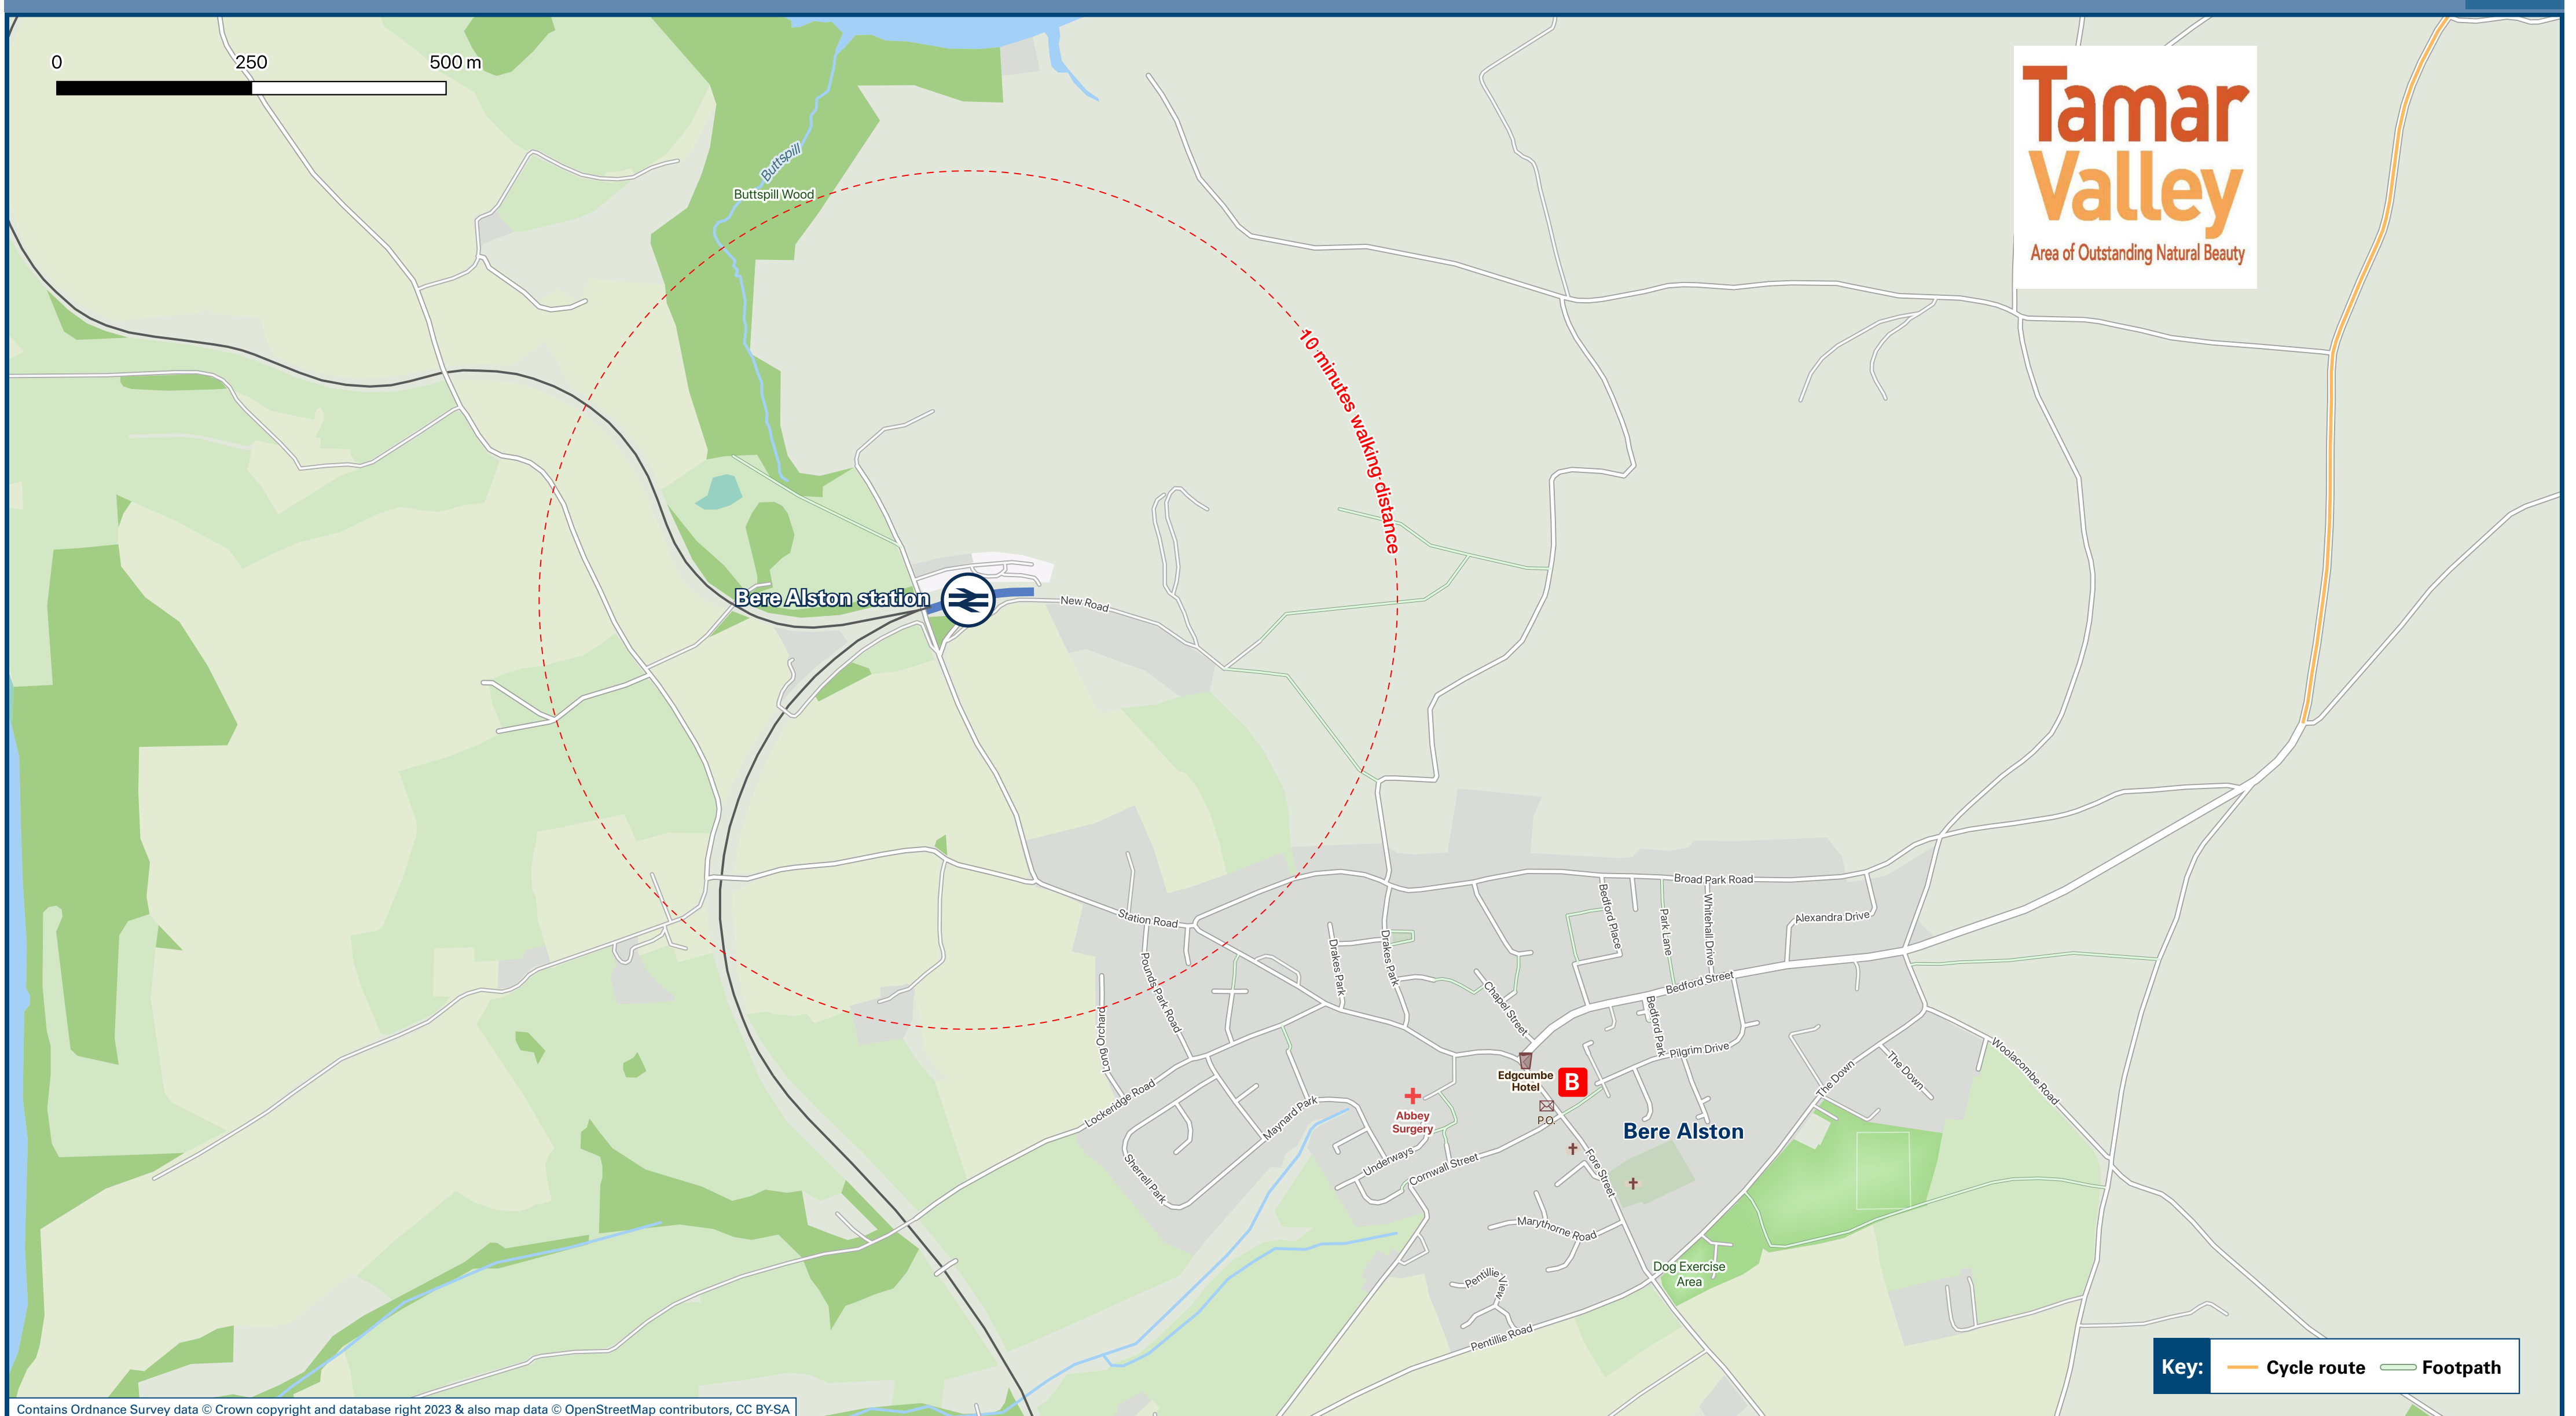 0 250 500 m
Tamar
Valley
Area of Outstanding Natural Beauty
Buttspill
Buttspill Wood
10 minutes walking distance
Bere Alston station
New Road
Station Road
Broad Park Road
Bedford Place
Park Lane
Whitehall Drive
Alexandra Drive
Drakes Park
Drakes Park
Pounds Park Road
Long Orchard
Chapel Street
Bedford Street
Bedford Park
Pilgrim Drive
Edgcumbe
Hotel
B
P.O.
Abbey
Surgery
Lockeridge Road
Maynard Park
Sherrell Park
Underways
Cornwall Street
Fore Street
Bere Alston
The Down
The Down
Woolacombe Road
Marythorne Road
Pentillie View
Pentillie Road
Dog Exercise
Area
Key: Cycle route Footpath
Contains Ordnance Survey data © Crown copyright and database right 2023 & also map data © OpenStreetMap contributors, CC BY-SA